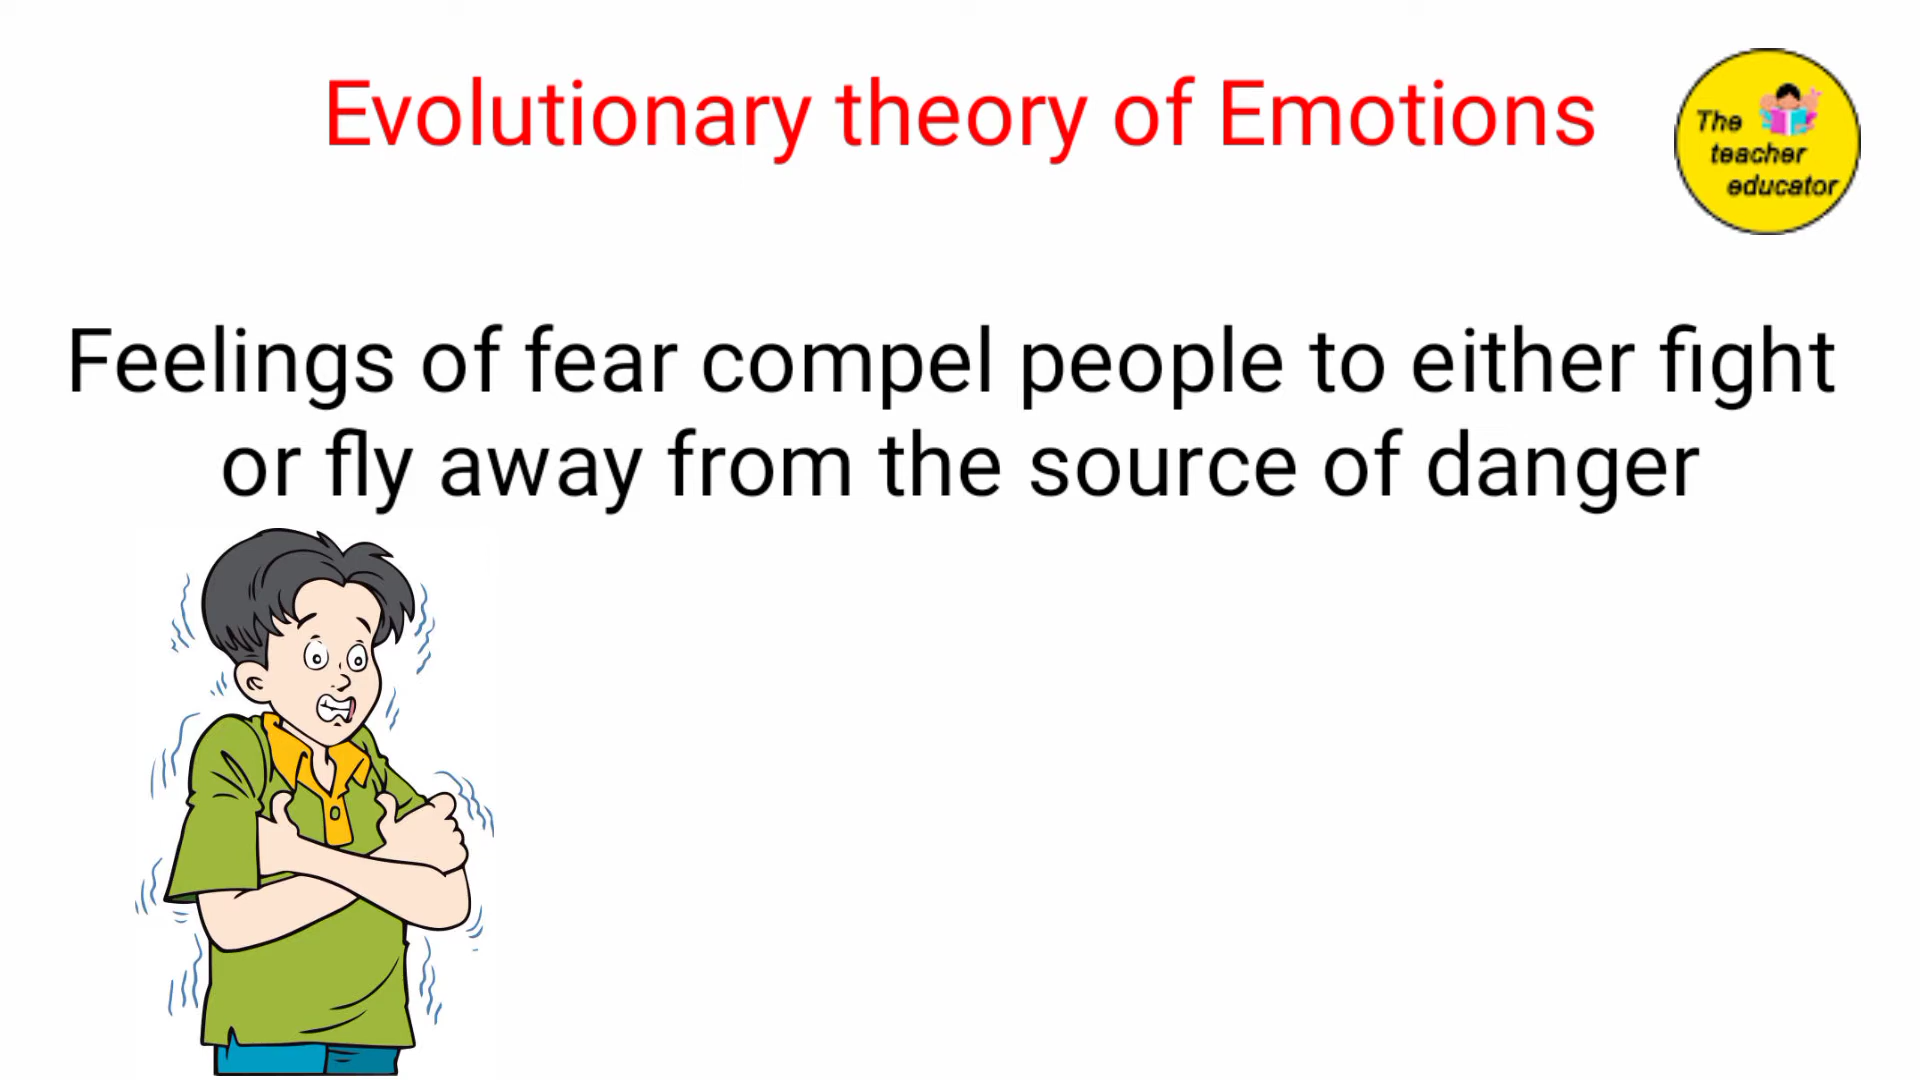 Evolutionary theory of Emotions
The
teacher
educator
Feelings of fear compel people to either fight
or fly away from the source of danger